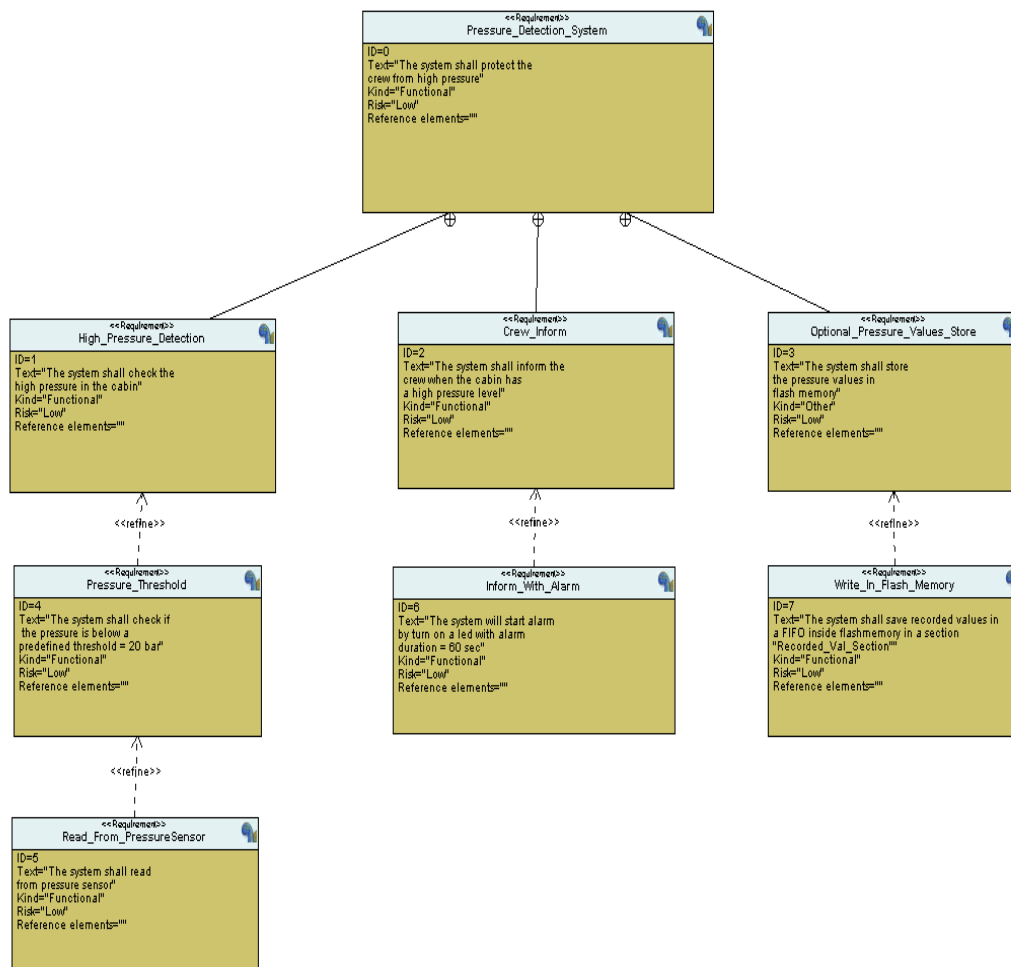 <<Requirement>>
Pressure_Detection_System
ID=0
Text="The system shall protect the
crew from high pressure"
Kind="Functional"
Risk="Low"
Reference elements=""
<<Requirement>>
High_Pressure_Detection
ID=1
Text="The system shall check the
high pressure in the cabin"
Kind="Functional"
Risk="Low"
Reference elements=""
<<Requirement>>
Crew_Inform
ID=2
Text="The system shall inform the
crew when the cabin has
a high pressure level"
Kind="Functional"
Risk="Low"
Reference elements=""
<<Requirement>>
Optional_Pressure_Values_Store
ID=3
Text="The system shall store
the pressure values in
flash memory"
Kind="Other"
Risk="Low"
Reference elements=""
<<refine>>
<<refine>>
<<refine>>
<<Requirement>>
Pressure_Threshold
ID=4
Text="The system shall check if
the pressure is below a
predefined threshold = 20 bar"
Kind="Functional"
Risk="Low"
Reference elements=""
<<Requirement>>
Inform_With_Alarm
ID=6
Text="The system will start alarm
by turn on a led with alarm
duration = 60 sec"
Kind="Functional"
Risk="Low"
Reference elements=""
<<Requirement>>
Write_In_Flash_Memory
ID=7
Text="The system shall save recorded values in
a FIFO inside flashmemory in a section
"Recorded_Val_Section""
Kind="Functional"
Risk="Low"
Reference elements=""
<<refine>>
<<Requirement>>
Read_From_PressureSensor
ID=5
Text="The system shall read
from pressure sensor"
Kind="Functional"
Risk="Low"
Reference elements=""